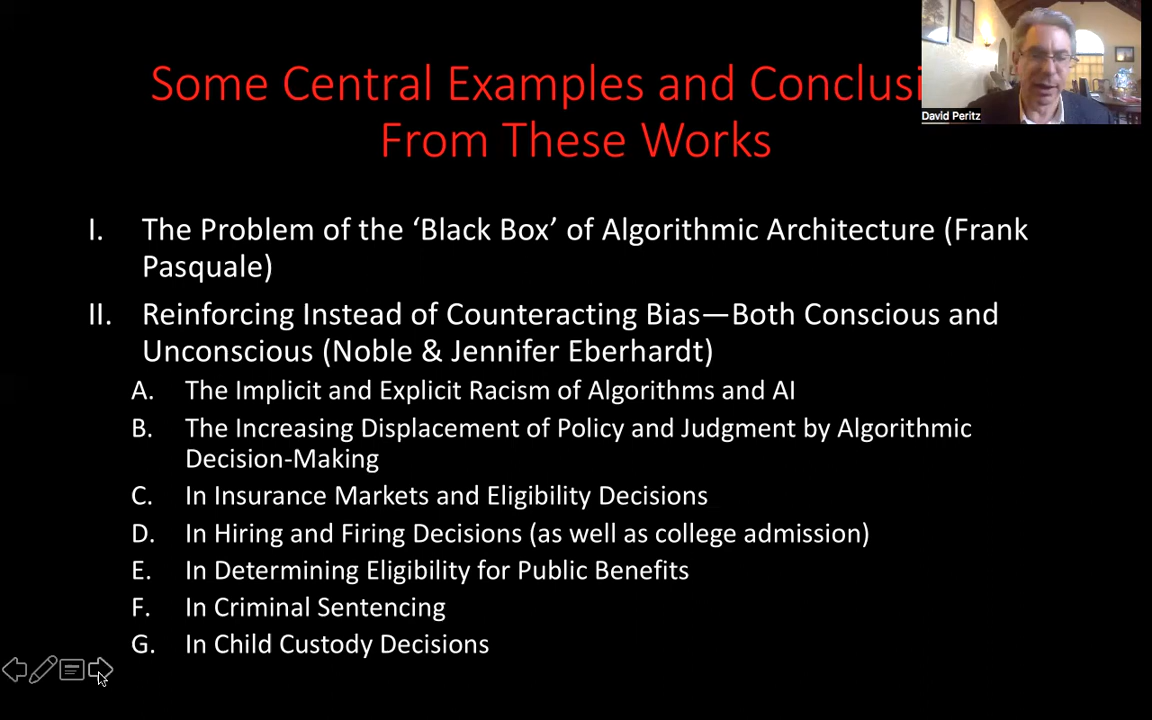 Some Central Examples and Conclusi
From These Works
David Peritz
I. The Problem of the ‘Black Box’ of Algorithmic Architecture (Frank
Pasquale)
II. Reinforcing Instead of Counteracting Bias—Both Conscious and
Unconscious (Noble & Jennifer Eberhardt)
A. The Implicit and Explicit Racism of Algorithms and AI
B. The Increasing Displacement of Policy and Judgment by Algorithmic
Decision-Making
C. In Insurance Markets and Eligibility Decisions
D. In Hiring and Firing Decisions (as well as college admission)
E. In Determining Eligibility for Public Benefits
F. In Criminal Sentencing
G. In Child Custody Decisions